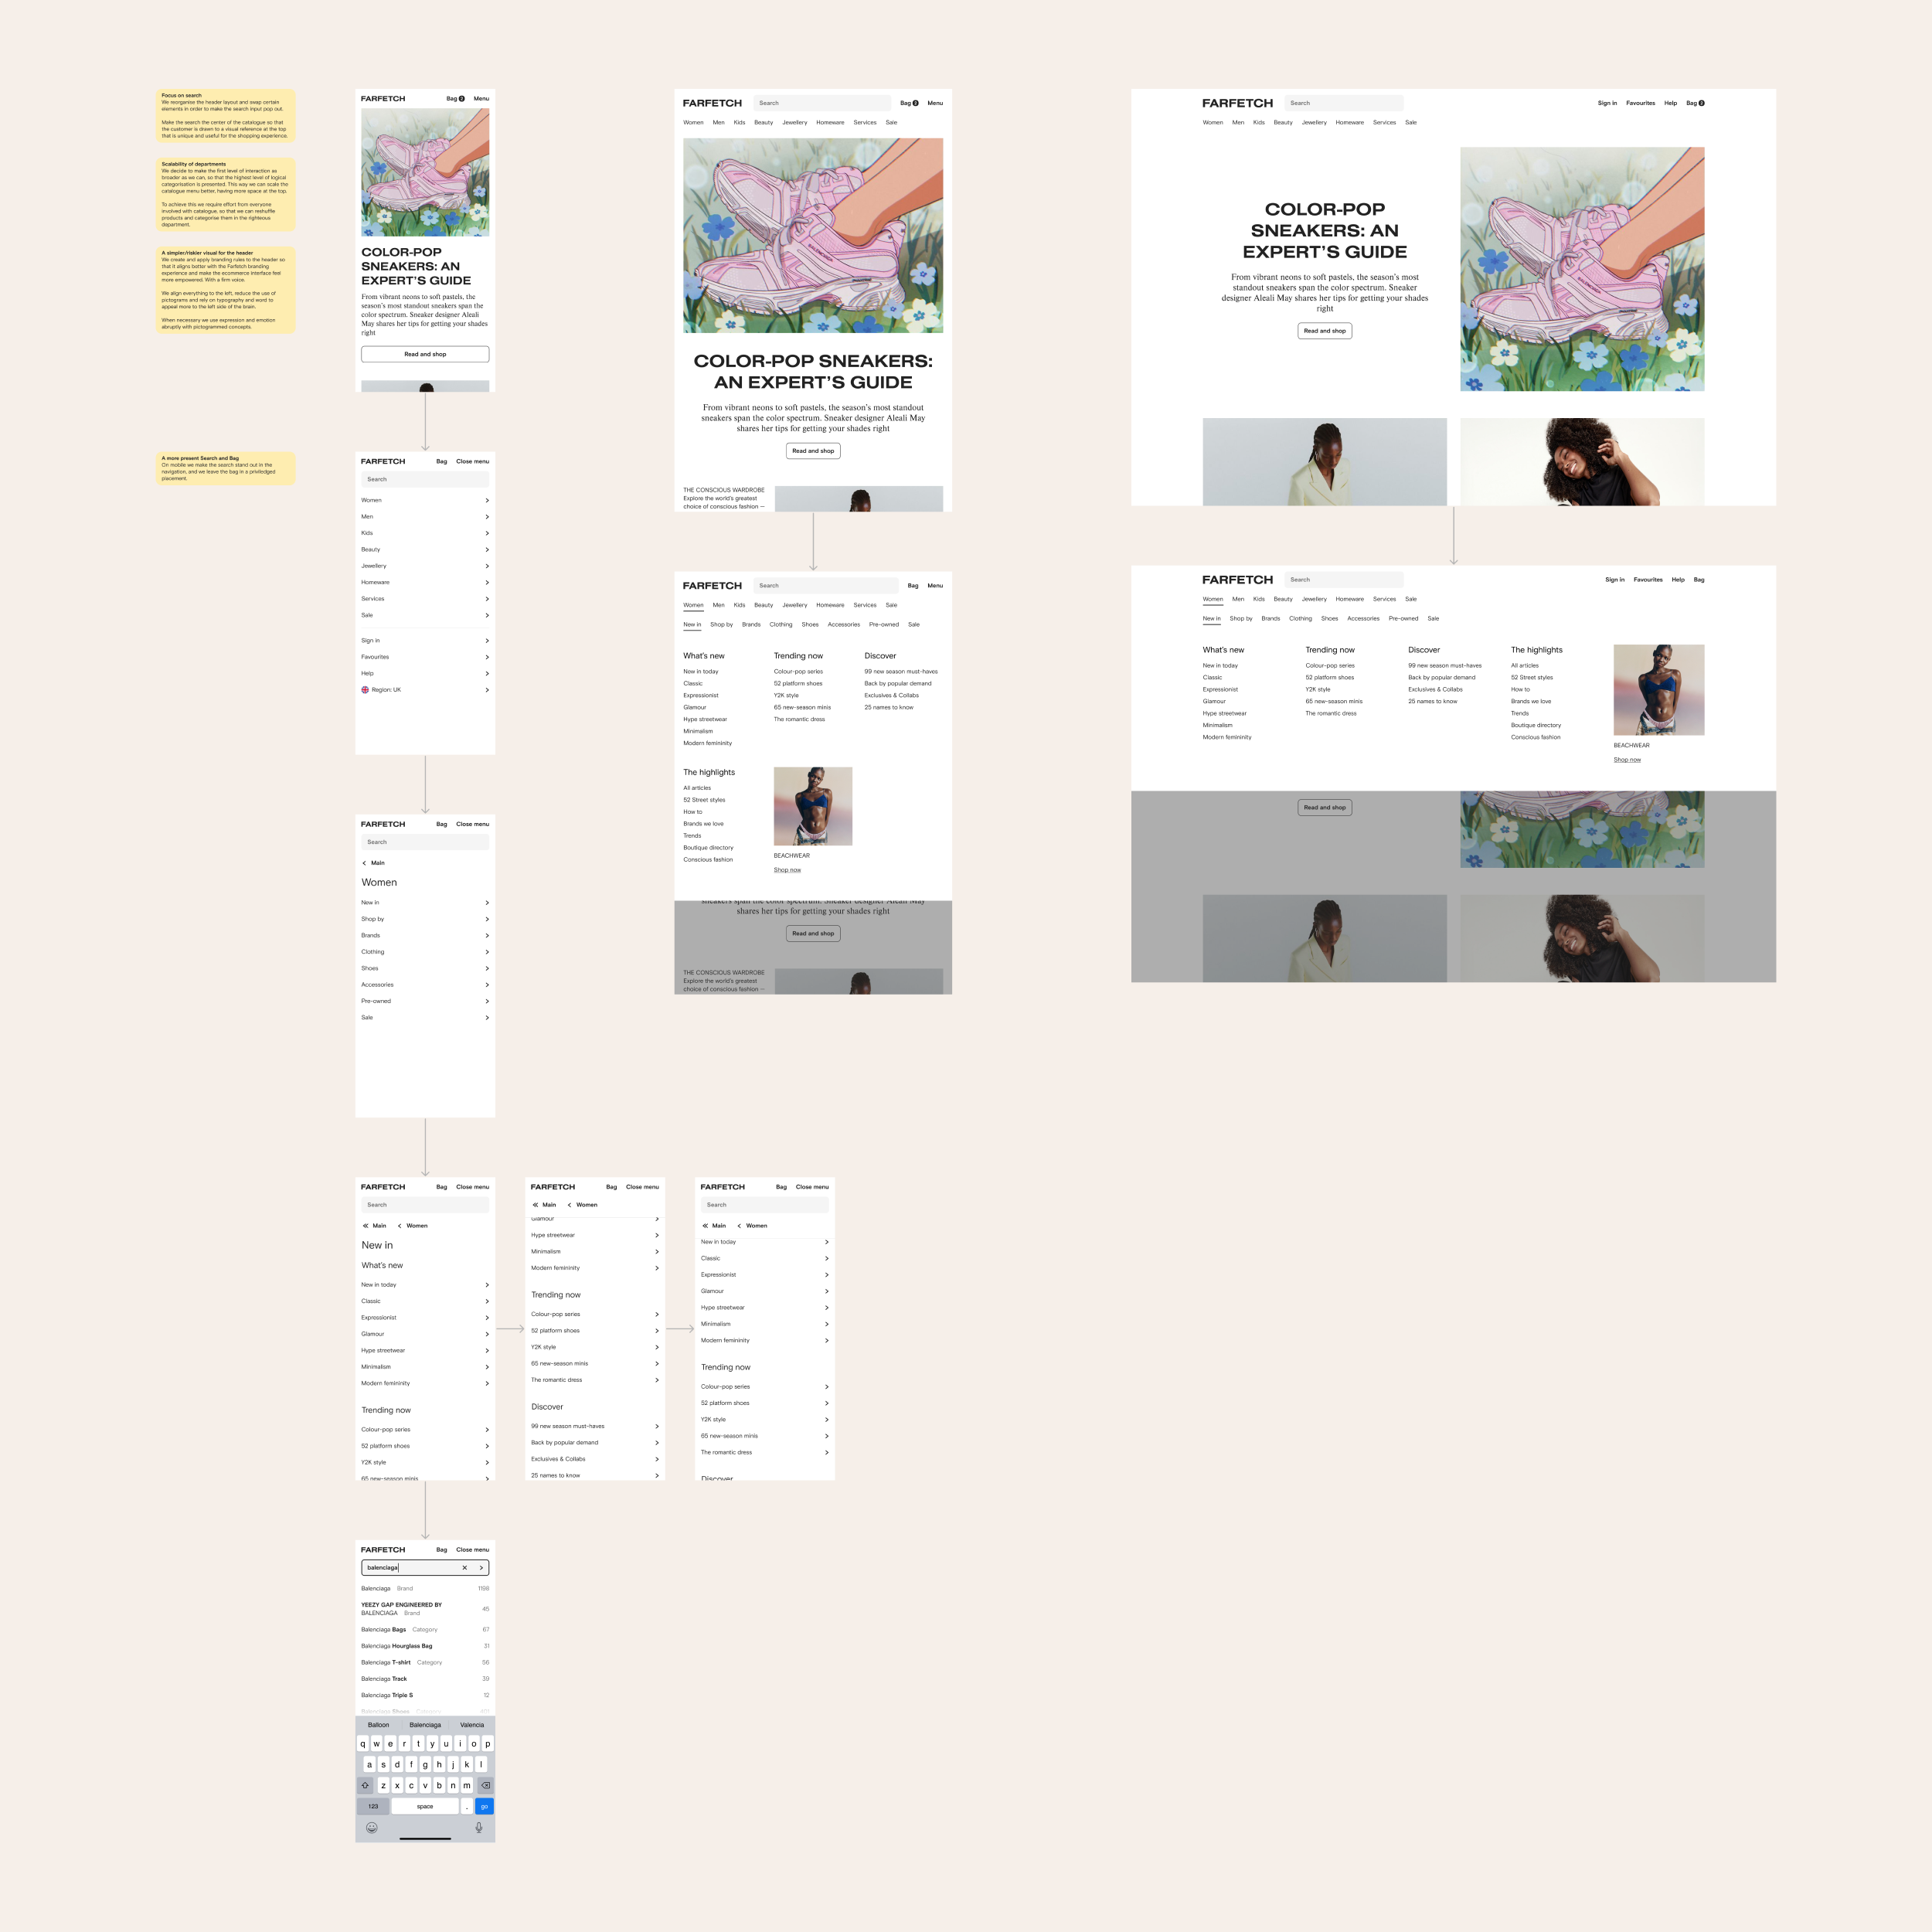 Focus on search
We reorganise the header layout and swap certain
elements in order to make the search input pop out.
Make the search the center of the catalogue so that
the customer is drawn to a visual reference at the top
that is unique and useful for the shopping experience.
Scalability of departments
We decide to make the first level of interaction as
broader as we can, so that the highest level of logical
categorisation is presented. This way we can scale the
catalogue menu better, having more space at the top.
To achieve this we require effort from everyone
involved with catalogue, so that we can reshuffle
products and categorise them in the righteous
department.
A simpler/riskier visual for the header
We create and apply branding rules to the header so
that it aligns better with the Farfetch branding
experience and make the ecommerce interface feel
more empowered. With a firm voice.
We align everything to the left, reduce the use of
pictograms and rely on typography and word to
appeal more to the left side of the brain.
When necessary we use expression and emotion
abruptly with pictogrammed concepts.
FARFETCH Bag 2 Menu
COLOR-POP
SNEAKERS: AN
EXPERT'S GUIDE
From vibrant neons to soft pastels, the
season's most standout sneakers span the
color spectrum. Sneaker designer Aleali
May shares her tips for getting your shades
right
Read and shop
FARFETCH Search Bag 2 Menu
Women Men Kids Beauty Jewellery Homeware Services Sale
BALENCIAGA
COLOR-POP SNEAKERS:
AN EXPERT'S GUIDE
From vibrant neons to soft pastels, the season's most standout
sneakers span the color spectrum. Sneaker designer Aleali May
shares her tips for getting your shades right
Read and shop
THE CONSCIOUS WARDROBE
Explore the world's greatest
choice of conscious fashion —
FARFETCH Search Sign in Favourites Help Bag 2
Women Men Kids Beauty Jewellery Homeware Services Sale
COLOR-POP
SNEAKERS: AN
EXPERT'S GUIDE
From vibrant neons to soft pastels, the season's most
standout sneakers span the color spectrum. Sneaker
designer Aleali May shares her tips for getting your shades
right
Read and shop
A more present Search and Bag
On mobile we make the search stand out in the
navigation, and we leave the bag in a priviledged
placement.
FARFETCH Bag Close menu
Search
Women
Men
Kids
Beauty
Jewellery
Homeware
Services
Sale
Sign in
Favourites
Help
Region: UK
FARFETCH Search Bag Menu
Women Men Kids Beauty Jewellery Homeware Services Sale
New in Shop by Brands Clothing Shoes Accessories Pre-owned Sale
What's new
New in today
Classic
Expressionist
Glamour
Hype streetwear
Minimalism
Modern femininity
Trending now
Colour-pop series
52 platform shoes
Y2K style
65 new-season minis
The romantic dress
Discover
99 new season must-haves
Back by popular demand
Exclusives & Collabs
25 names to know
The highlights
All articles
52 Street styles
How to
Brands we love
Trends
Boutique directory
Conscious fashion
BEACHWEAR
Shop now
sneakers span the color spectrum. Sneaker designer Aleali May
shares her tips for getting your shades right
Read and shop
THE CONSCIOUS WARDROBE
Explore the world's greatest
choice of conscious fashion —
FARFETCH Search Sign in Favourites Help Bag
Women Men Kids Beauty Jewellery Homeware Services Sale
New in Shop by Brands Clothing Shoes Accessories Pre-owned Sale
What's new
New in today
Classic
Expressionist
Glamour
Hype streetwear
Minimalism
Modern femininity
Trending now
Colour-pop series
52 platform shoes
Y2K style
65 new-season minis
The romantic dress
Discover
99 new season must-haves
Back by popular demand
Exclusives & Collabs
25 names to know
The highlights
All articles
52 Street styles
How to
Brands we love
Trends
Boutique directory
Conscious fashion
BEACHWEAR
Shop now
Read and shop
FARFETCH Bag Close menu
Search
Main
Women
New in
Shop by
Brands
Clothing
Shoes
Accessories
Pre-owned
Sale
FARFETCH Bag Close menu
Search
Main Women
New in
What's new
New in today
Classic
Expressionist
Glamour
Hype streetwear
Minimalism
Modern femininity
Trending now
Colour-pop series
52 platform shoes
Y2K style
65 new-season minis
FARFETCH Bag Close menu
Main Women
Glamour
Hype streetwear
Minimalism
Modern femininity
Trending now
Colour-pop series
52 platform shoes
Y2K style
65 new-season minis
The romantic dress
Discover
99 new season must-haves
Back by popular demand
Exclusives & Collabs
25 names to know
FARFETCH Bag Close menu
Search
Main Women
New in today
Classic
Expressionist
Glamour
Hype streetwear
Minimalism
Modern femininity
Trending now
Colour-pop series
52 platform shoes
Y2K style
65 new-season minis
The romantic dress
Discover
FARFETCH Bag Close menu
balenciaga
Balenciaga Brand 1198
YEEZY GAP ENGINEERED BY
BALENCIAGA Brand 45
Balenciaga Bags Category 67
Balenciaga Hourglass Bag 31
Balenciaga T-shirt Category 56
Balenciaga Track 39
Balenciaga Triple S 12
Balenciaga Shoes Category
Balloon Balenciaga Valencia
q w e r t y u i o p
a s d f g h j k l
z x c v b n m
123 space . go